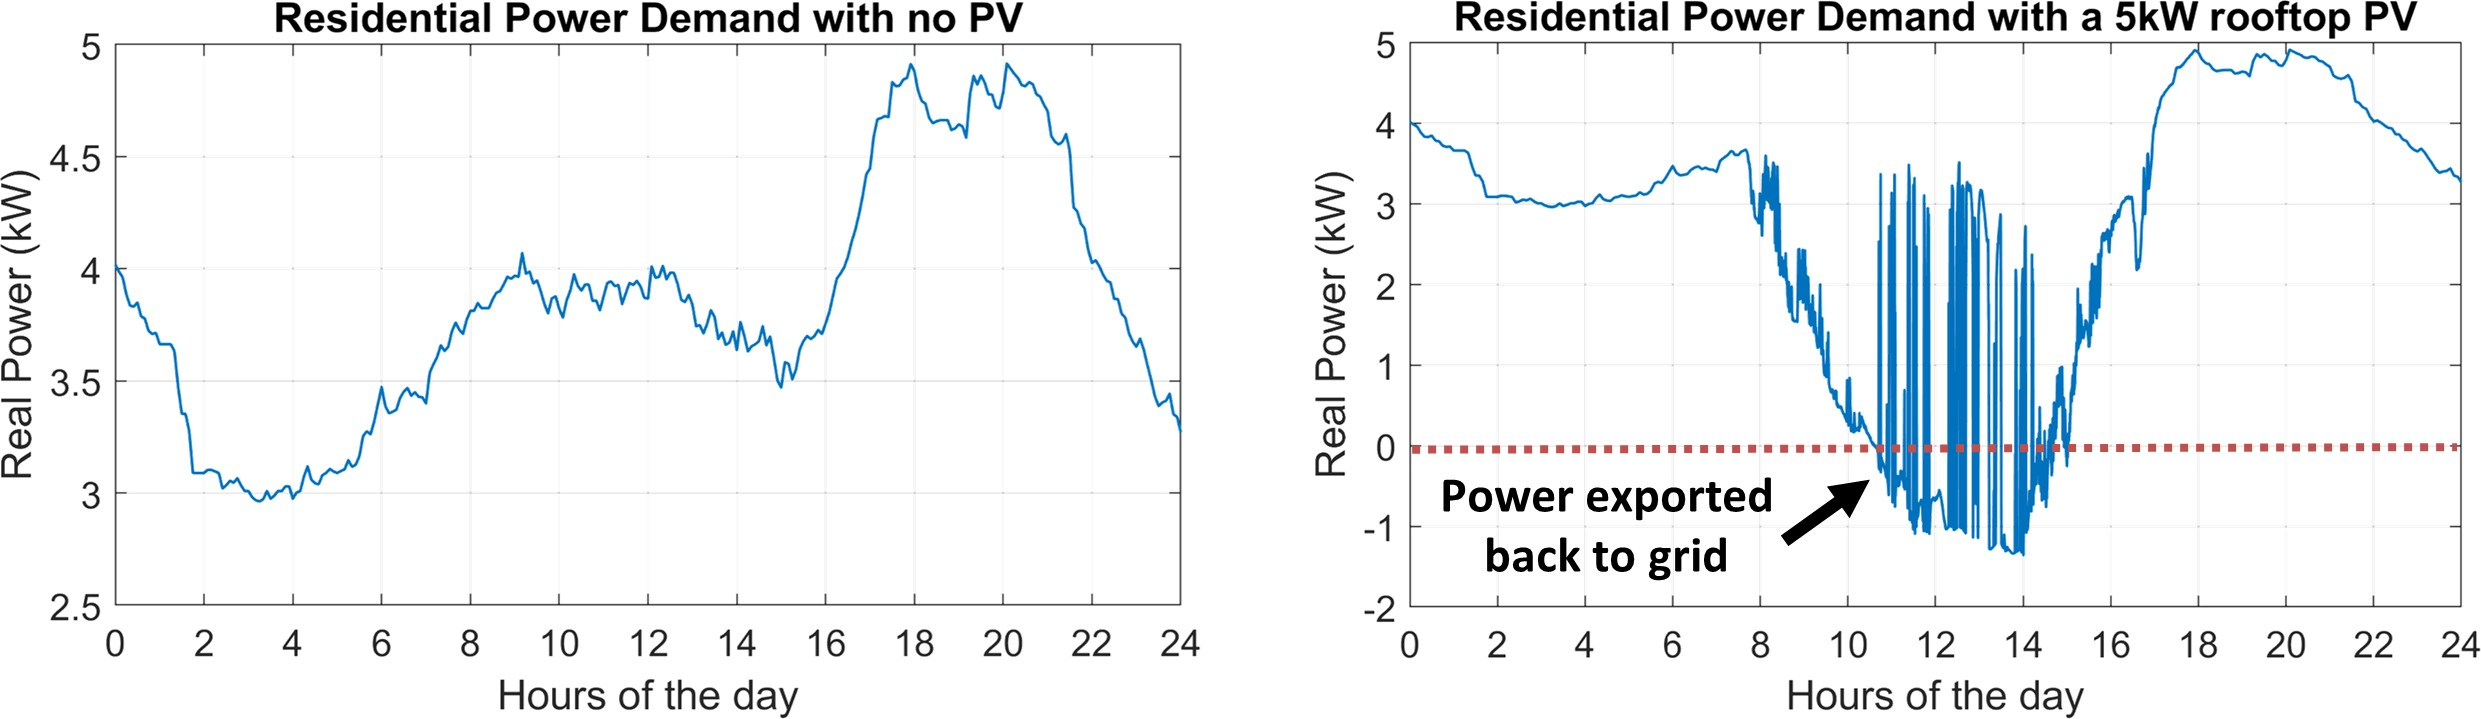 Residential Power Demand with no PV
5
4.5
4
3.5
3
2.5
Real Power (kW)
0 2 4 6 8 10 12 14 16 18 20 22 24
Hours of the day
Residential Power Demand with a 5kW rooftop PV
5
4
3
2
1
0
-1
-2
Real Power (kW)
Power exported
back to grid
0 2 4 6 8 10 12 14 16 18 20 22 24
Hours of the day